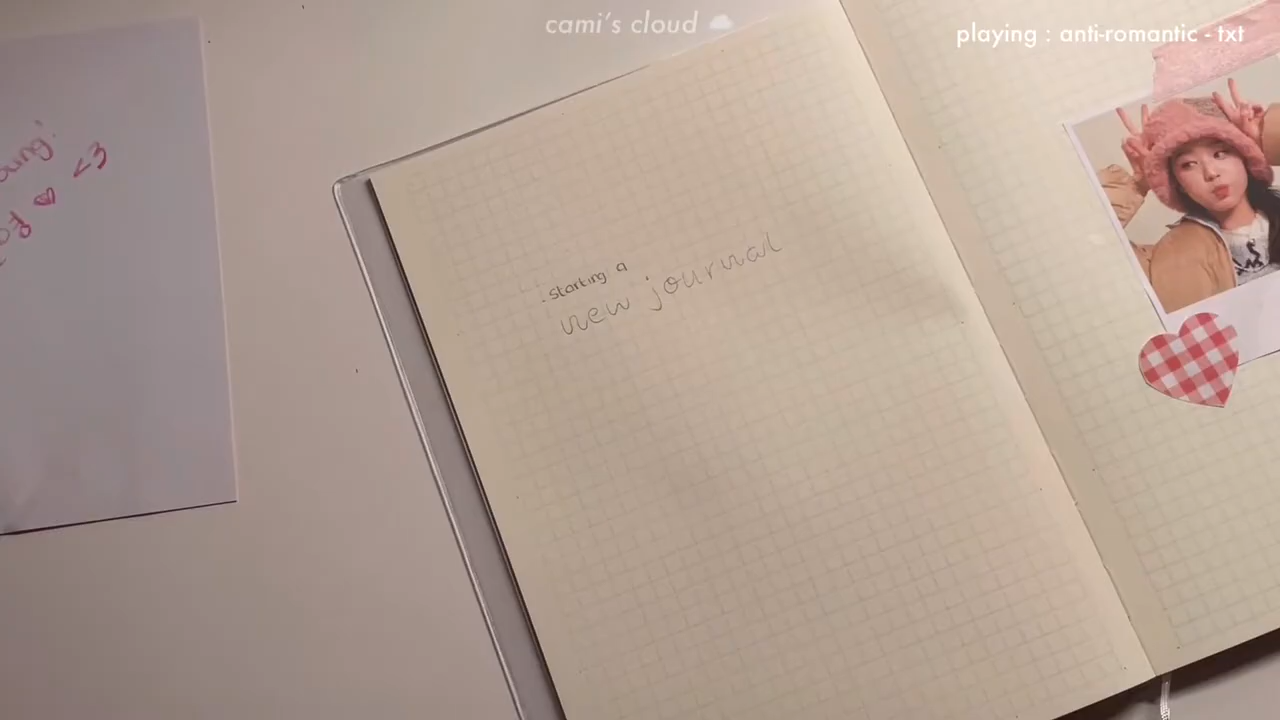 cami's cloud
playing : anti-romantic - txt
<3
starting a
new journal